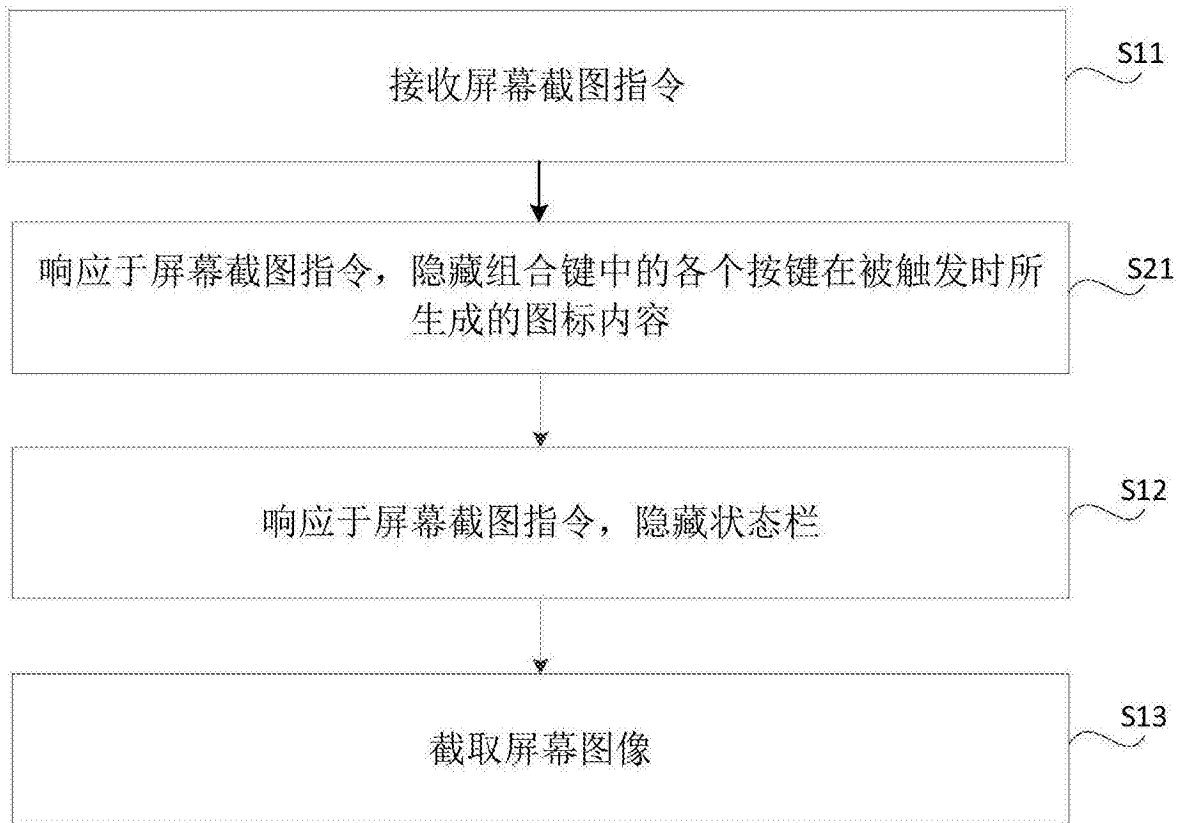 接收屏幕截图指令
S11
响应于屏幕截图指令，隐藏组合键中的各个按键在被触发时所
生成的图标内容
S21
响应于屏幕截图指令，隐藏状态栏
S12
截取屏幕图像
S13